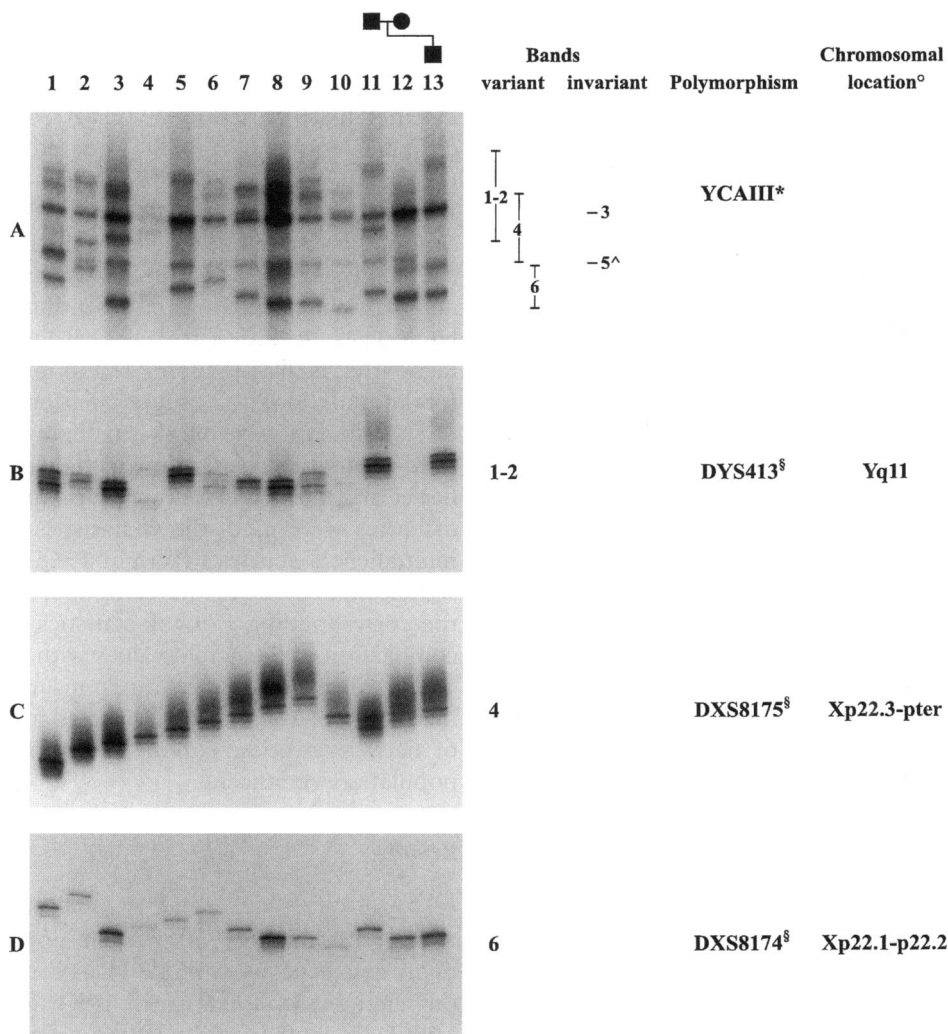 Bands Chromosomal
1 2 3 4 5 6 7 8 9 10 11 12 13 variant invariant Polymorphism location°
A 1-2 4 6 –3 –5^ YCAIII*
B 1-2 DYS413§ Yq11
C 4 DXS8175§ Xp22.3-pter
D 6 DXS8174§ Xp22.1-p22.2